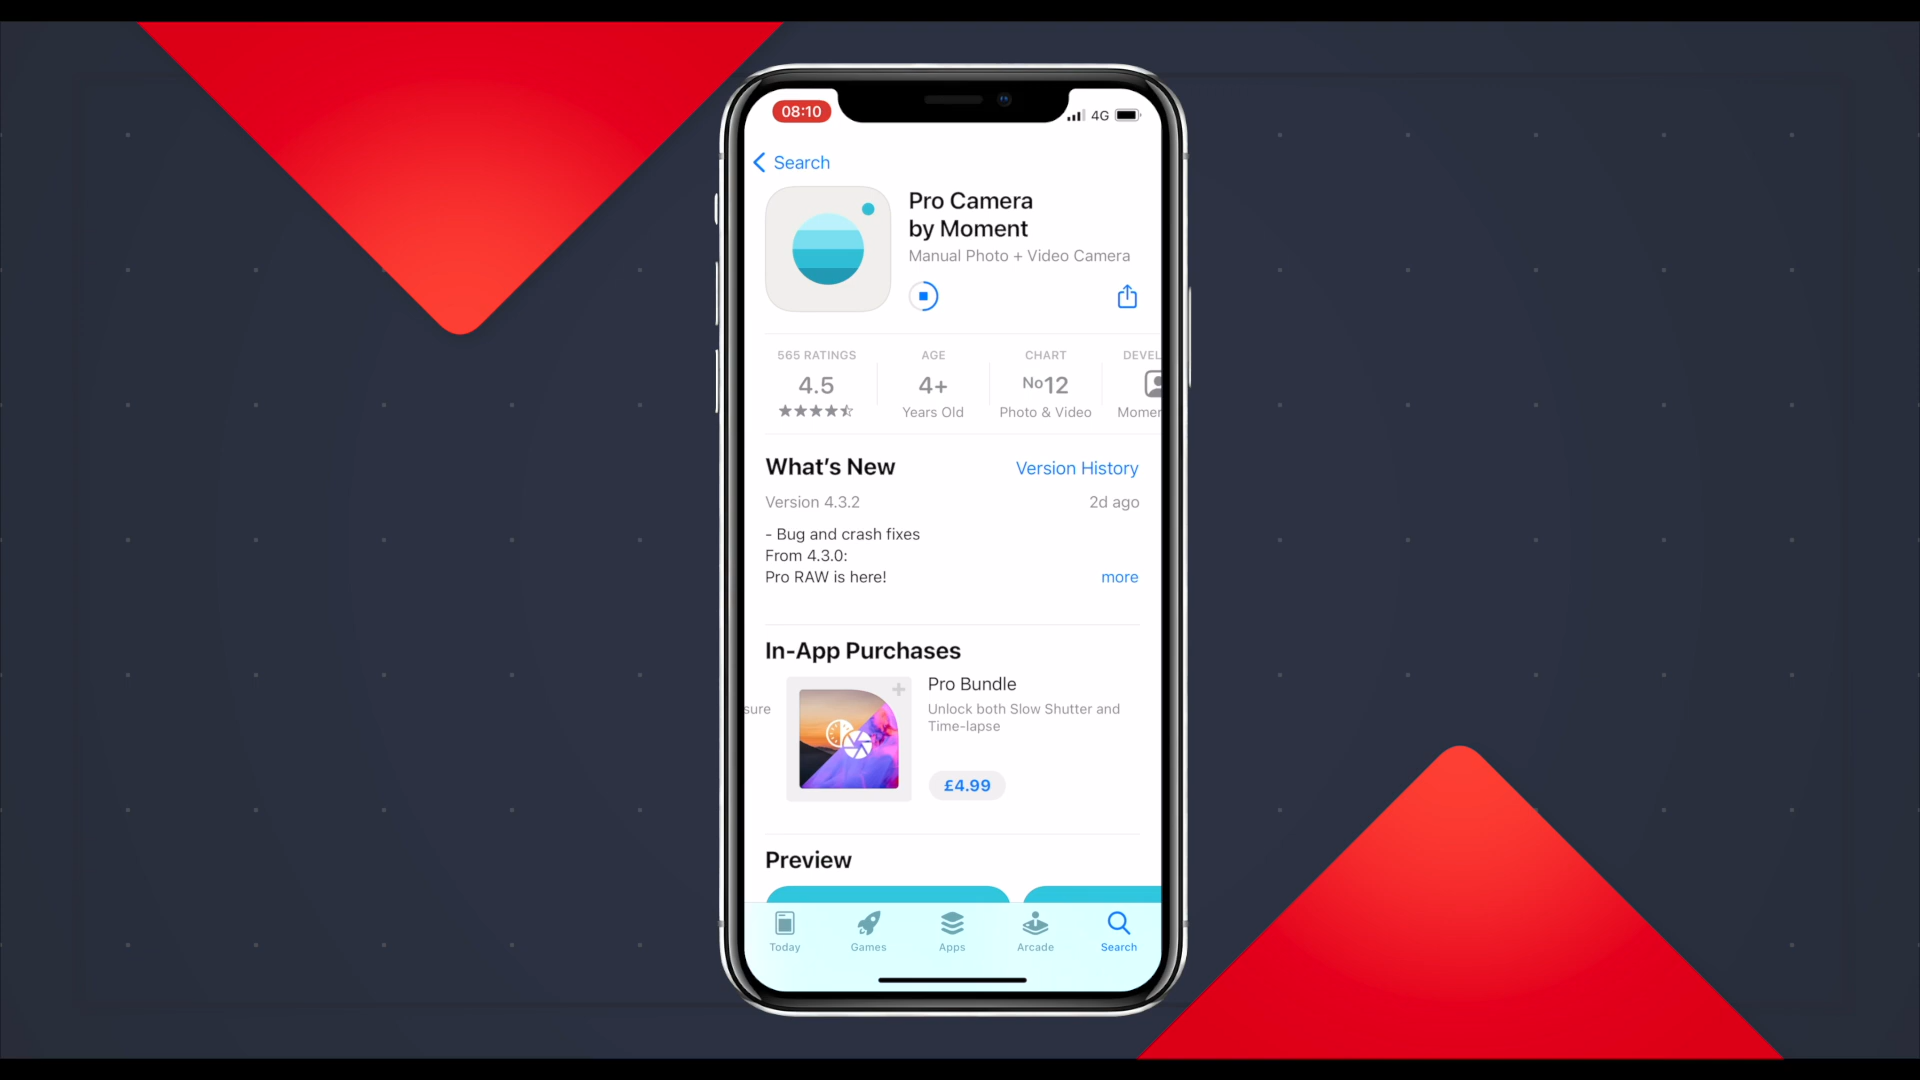 08:10
4G
Search
Pro Camera
by Moment
Manual Photo + Video Camera
565 RATINGS
4.5
AGE
4+
Years Old
CHART
No12
Photo & Video
DEVEL
Momen
What's New
Version History
Version 4.3.2
2d ago
- Bug and crash fixes
From 4.3.0:
Pro RAW is here!
more
In-App Purchases
sure
Pro Bundle
Unlock both Slow Shutter and
Time-lapse
£4.99
Preview
Today
Games
Apps
Arcade
Search